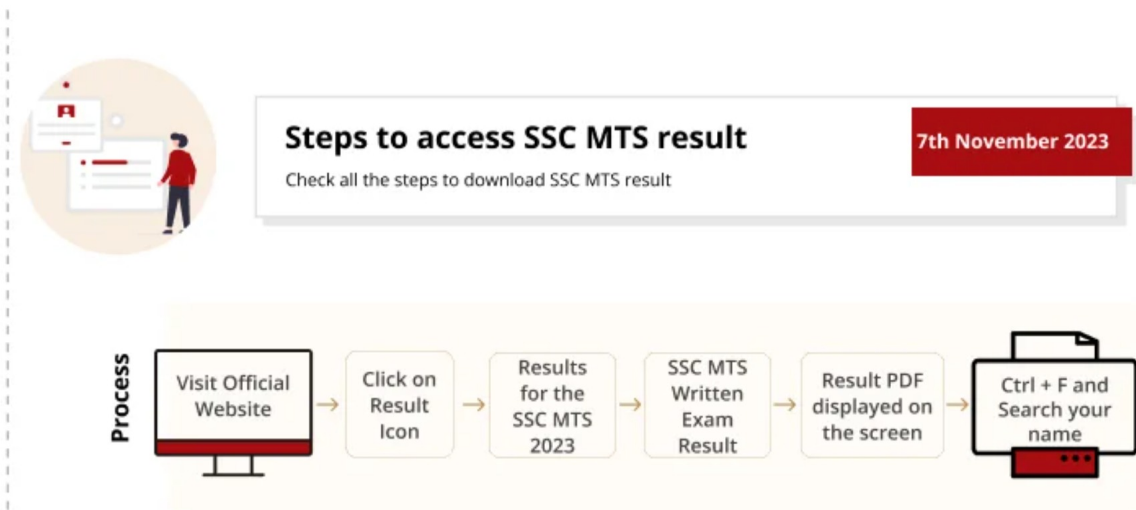 Steps to access SSC MTS result
7th November 2023
Check all the steps to download SSC MTS result
Process
Visit Official
Website
Click on
Result
Icon
Results
for the
SSC MTS
2023
SSC MTS
Written
Exam
Result
Result PDF
displayed on
the screen
Ctrl + F and
Search your
name